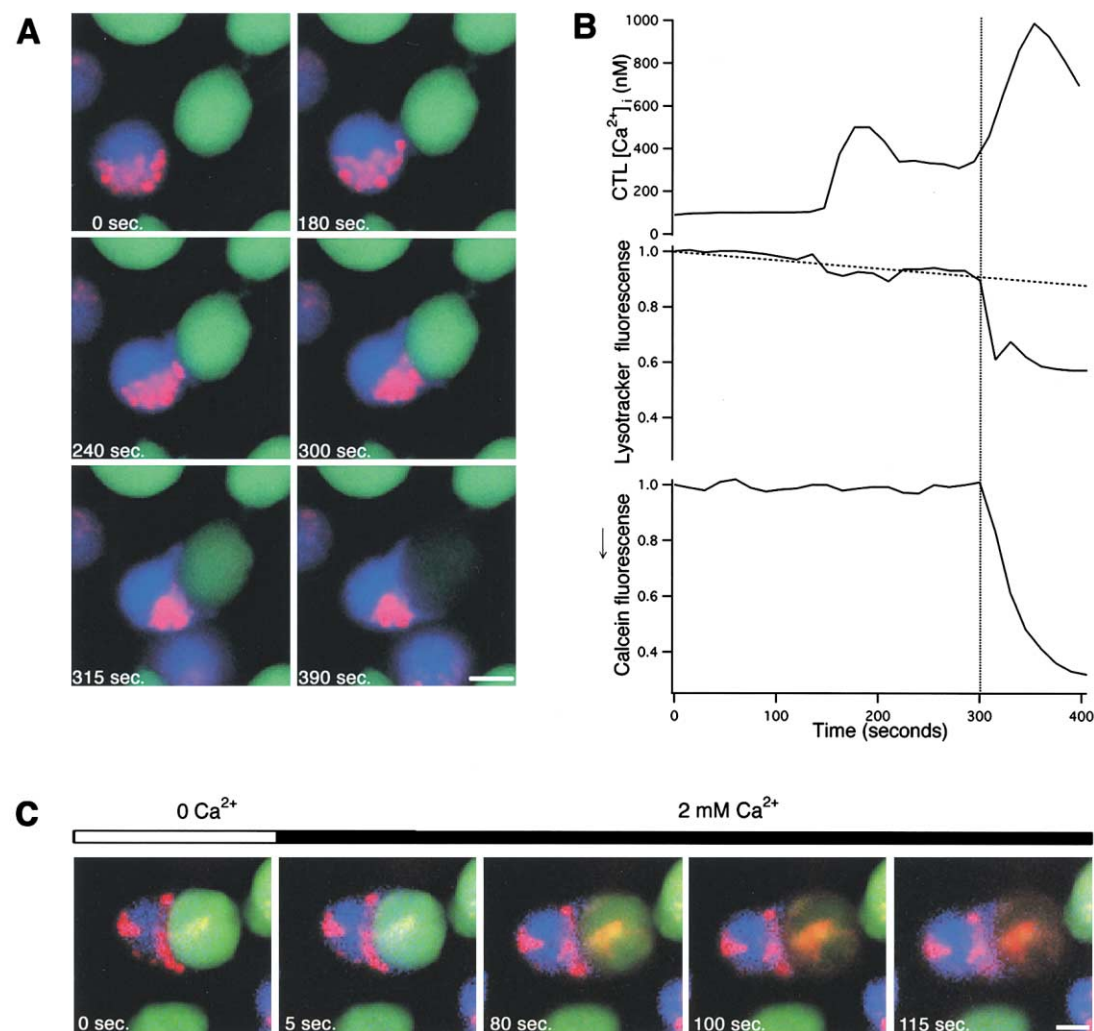 A
0 sec.
180 sec.
240 sec.
300 sec.
315 sec.
390 sec.
B
CTL [Ca2+]i (nM)
1000
800
600
400
200
0
Lysotracker fluorescense
1.0
0.8
0.6
0.4
Calcein fluorescense
1.0
0.8
0.6
0.4
0
100
200
300
400
Time (seconds)
C
0 Ca2+
2 mM Ca2+
0 sec.
5 sec.
80 sec.
100 sec.
115 sec.